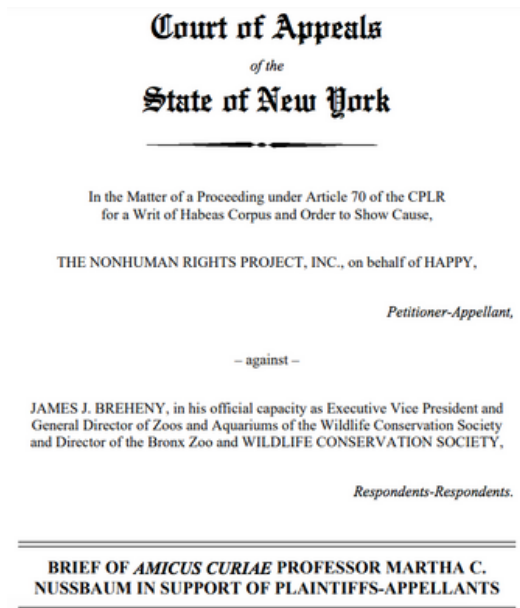 Court of Appeals
of the
State of New York
In the Matter of a Proceeding under Article 70 of the CPLR
for a Writ of Habeas Corpus and Order to Show Cause,
THE NONHUMAN RIGHTS PROJECT, INC., on behalf of HAPPY,
Petitioner-Appellant,
– against –
JAMES J. BREHENY, in his official capacity as Executive Vice President and
General Director of Zoos and Aquariums of the Wildlife Conservation Society
and Director of the Bronx Zoo and WILDLIFE CONSERVATION SOCIETY,
Respondents-Respondents.
BRIEF OF AMICUS CURIAE PROFESSOR MARTHA C.
NUSSBAUM IN SUPPORT OF PLAINTIFFS-APPELLANTS